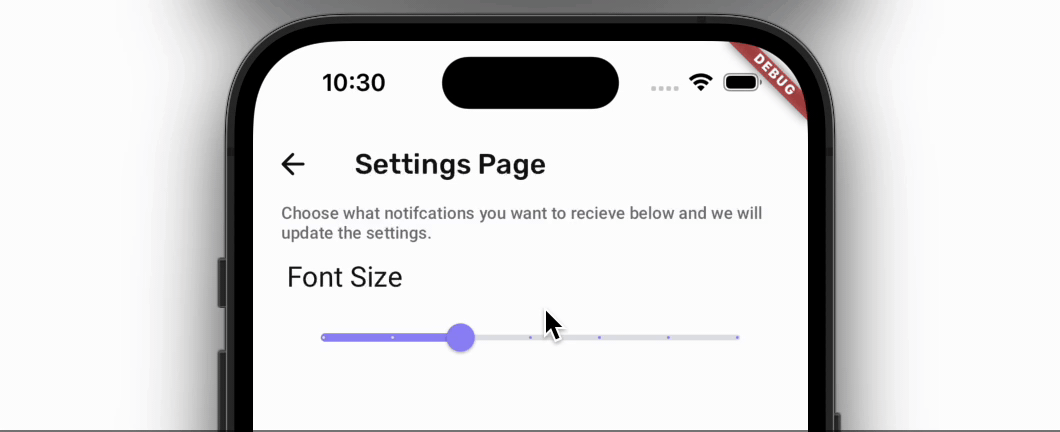 10:30
DEBUG
Settings Page
Choose what notifcations you want to recieve below and we will
update the settings.
Font Size